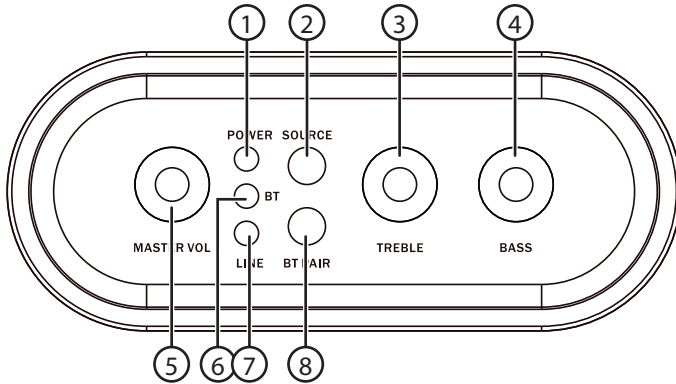 1 2 3 4
POWER SOURCE
BT
MASTER VOL LINE BT PAIR TREBLE BASS
5 6 7 8